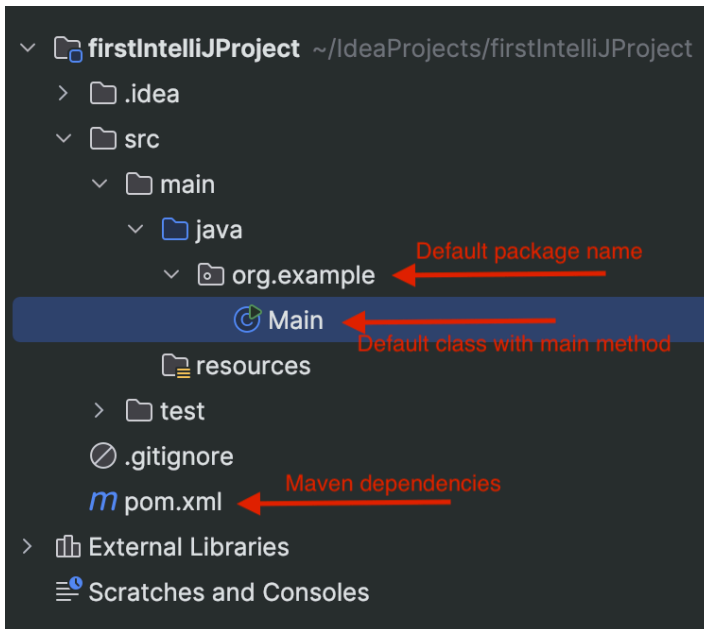 firstIntelliJProject ~/IdeaProjects/firstIntelliJProject
.idea
src
main
java
Default package name
org.example
Main
Default class with main method
resources
test
.gitignore
Maven dependencies
m pom.xml
External Libraries
Scratches and Consoles